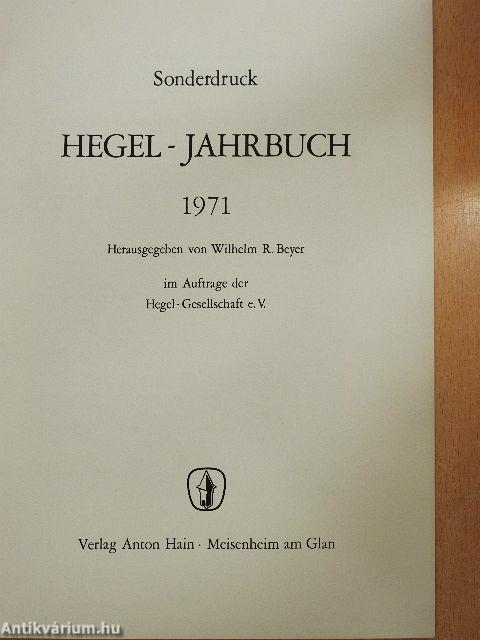 Sonderdruck
HEGEL - JAHRBUCH
1971
Herausgegeben von Wilhelm R. Beyer
im Auftrage der
Hegel-Gesellschaft e. V.
Verlag Anton Hain · Meisenheim am Glan
Antikvárium.hu